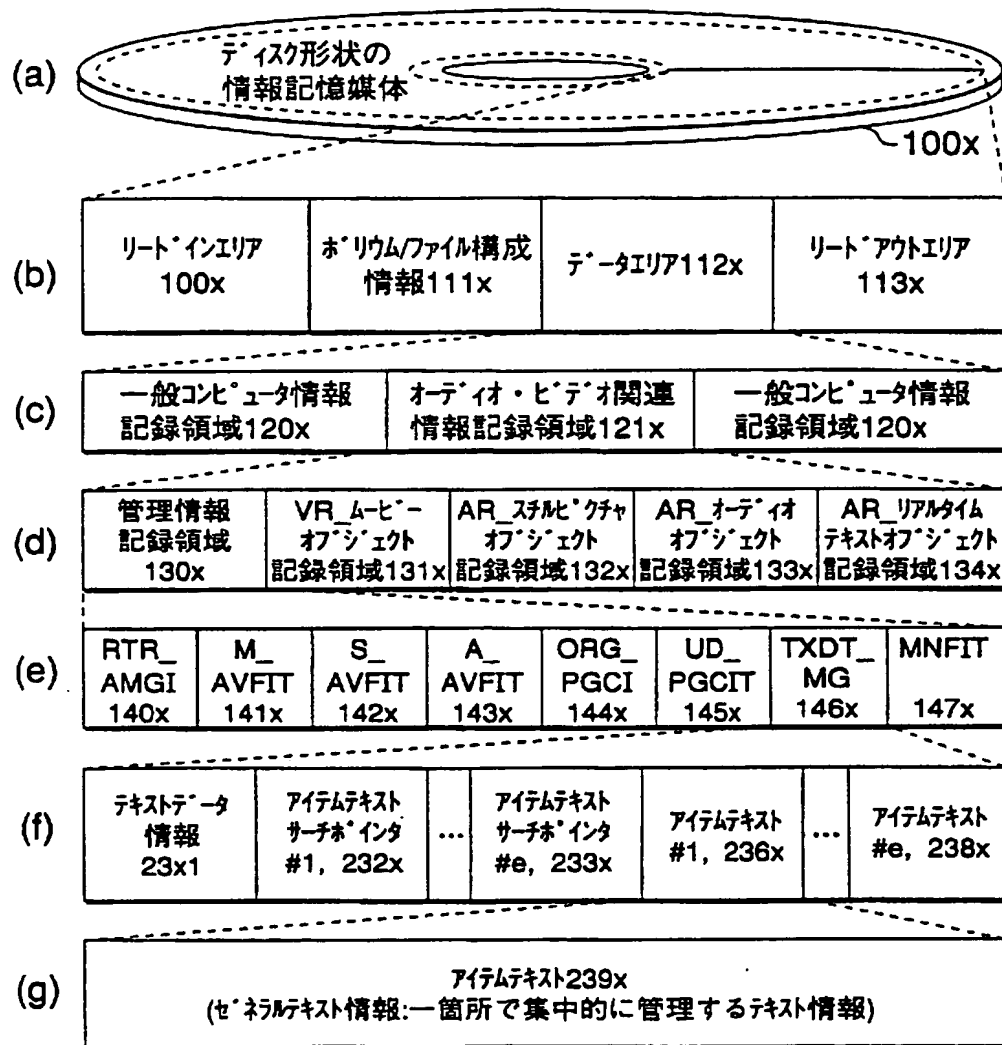 (a)
ディスク形状の
情報記憶媒体
100x
(b)
リードインエリア
100x
ボリウム/ファイル構成
情報111x
データエリア112x
リードアウトエリア
113x
(c)
一般コンピュータ情報
記録領域120x
オーディオ・ビデオ関連
情報記録領域121x
一般コンピュータ情報
記録領域120x
(d)
管理情報
記録領域
130x
VR_ムービー
オブジェクト
記録領域131x
AR_スチルピクチャ
オブジェクト
記録領域132x
AR_オーディオ
オブジェクト
記録領域133x
AR_リアルタイム
テキストオブジェクト
記録領域134x
(e)
RTR_
AMGI
140x
M_
AVFIT
141x
S_
AVFIT
142x
A_
AVFIT
143x
ORG_
PGCI
144x
UD_
PGCIT
145x
TXDT_
MG
146x
MNFIT
147x
(f)
テキストデータ
情報
23x1
アイテムテキスト
サーチポインタ
#1, 232x
...
アイテムテキスト
サーチポインタ
#e, 233x
アイテムテキスト
#1, 236x
...
アイテムテキスト
#e, 238x
(g)
アイテムテキスト239x
(ゼネラルテキスト情報:一箇所で集中的に管理するテキスト情報)